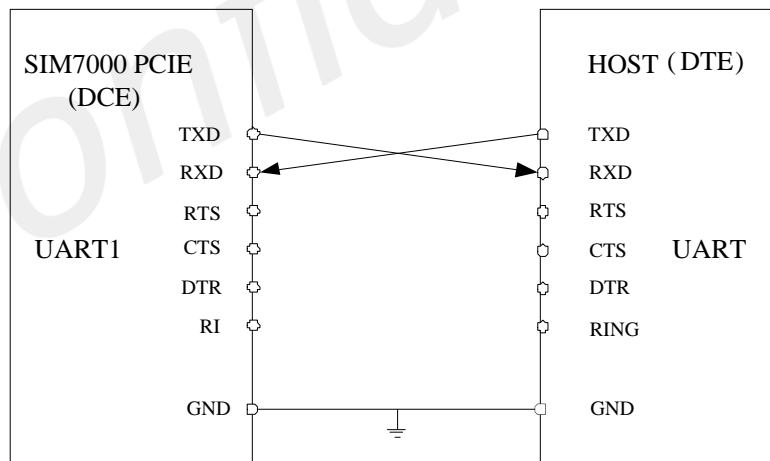 SIM7000 PCIE
(DCE)
HOST ( DTE)
TXD
TXD
RXD
RXD
RTS
RTS
UART1
CTS
CTS
UART
DTR
DTR
RI
RING
GND
GND